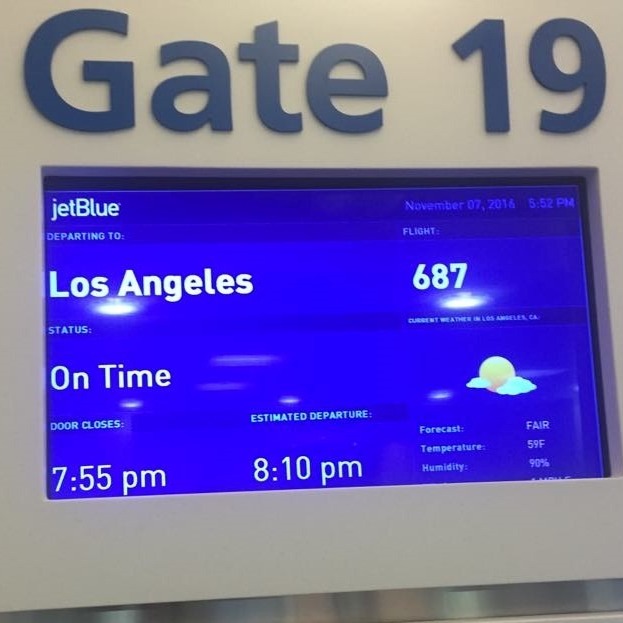 Gate 19
jetBlue
November 07, 2016 5:52 PM
DEPARTING TO:
FLIGHT:
Los Angeles
687
STATUS:
CURRENT WEATHER IN LOS ANGELES, CA:
On Time
DOOR CLOSES:
ESTIMATED DEPARTURE:
7:55 pm
8:10 pm
Forecast: FAIR
Temperature: 59F
Humidity: 90%